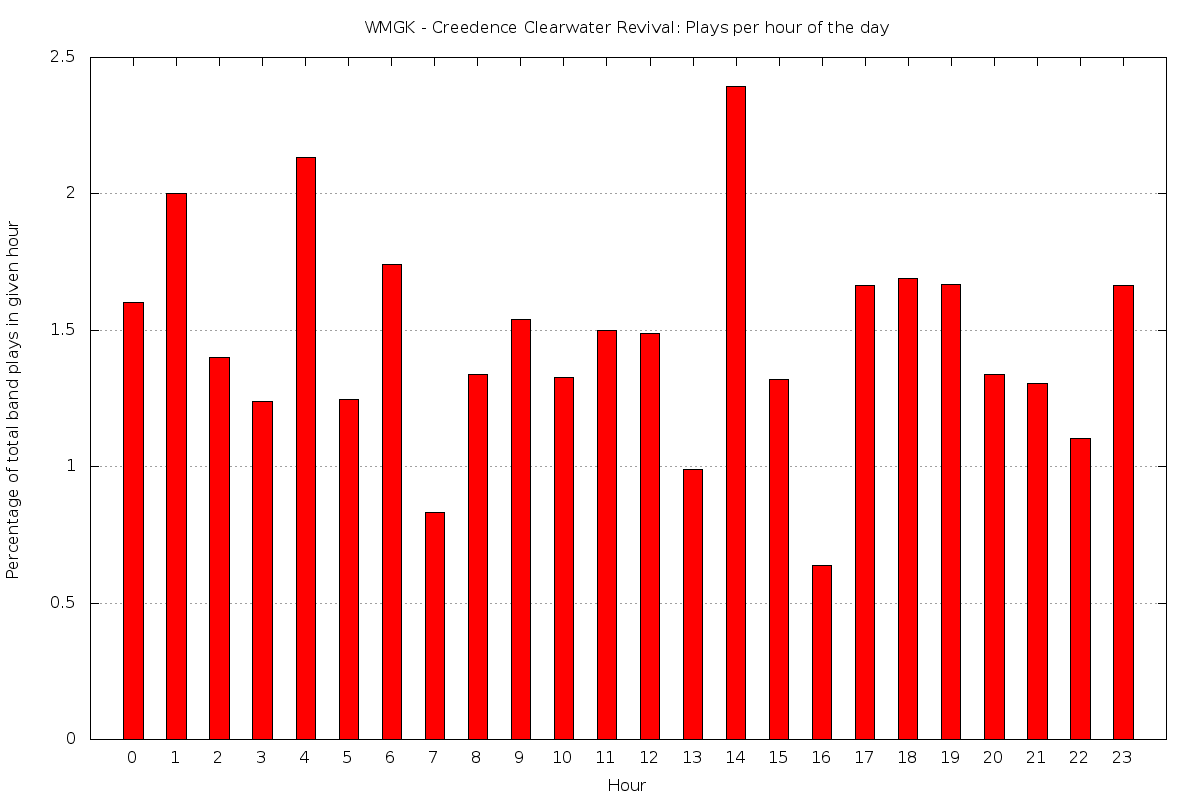 WMGK - Creedence Clearwater Revival: Plays per hour of the day
Percentage of total band plays in given hour
2.5
2
1.5
1
0.5
0
0 1 2 3 4 5 6 7 8 9 10 11 12 13 14 15 16 17 18 19 20 21 22 23
Hour